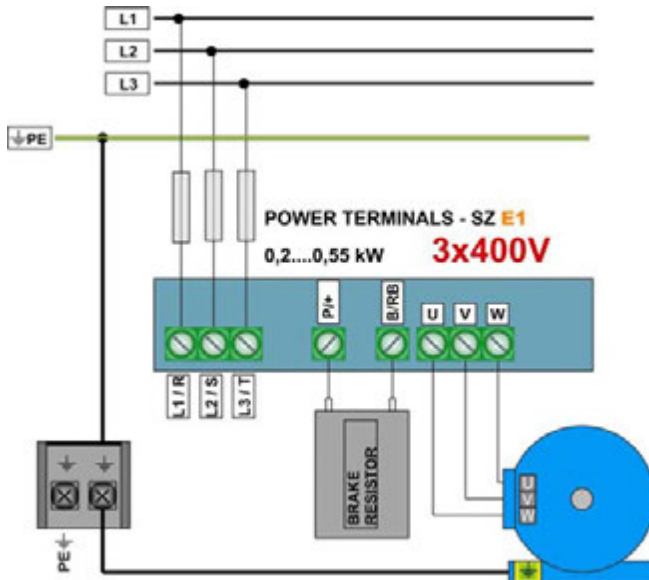 L1
L2
L3
PE
POWER TERMINALS - SZ E1
0,2....0,55 kW
3x400V
P/+
B/RB
U
V
W
L1 / R
L2 / S
L3 / T
BRAKE
RESISTOR
U
V
W
PE